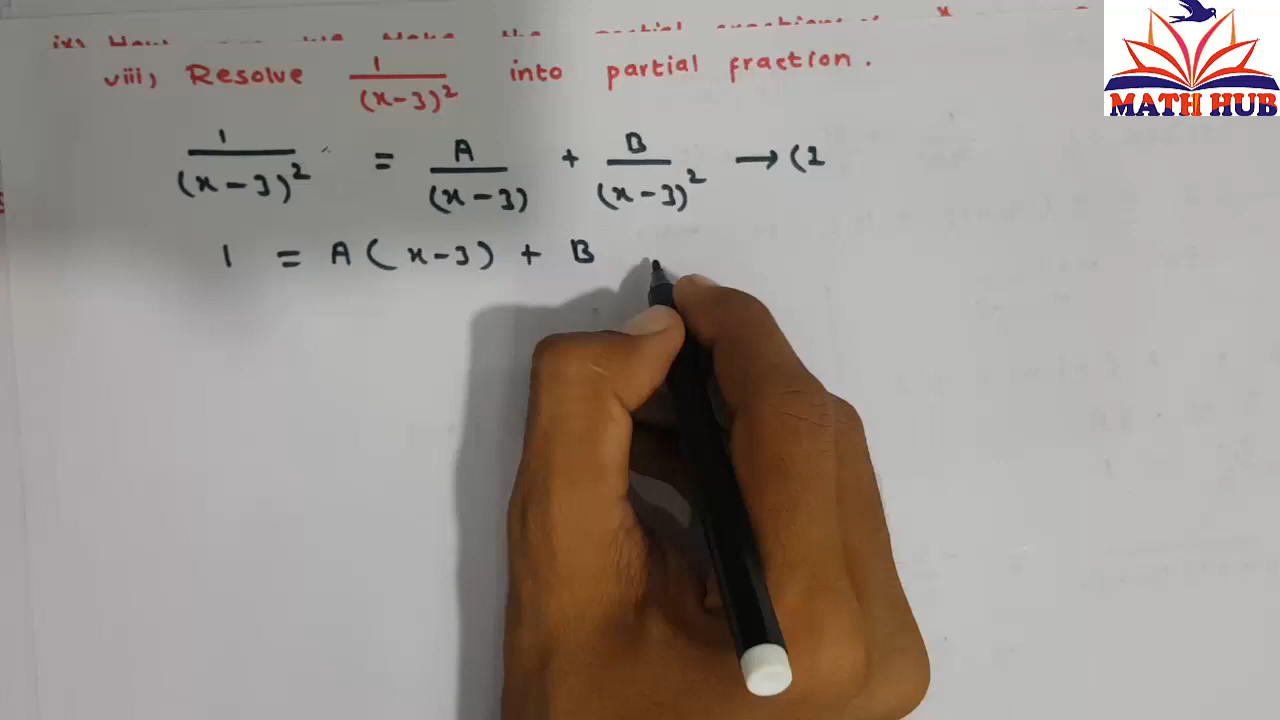 MATH HUB
viii) Resolve 1/(x-3)² into partial fraction.
1/(x-3)² = A/(x-3) + B/(x-3)² → (1
1 = A(x-3) + B